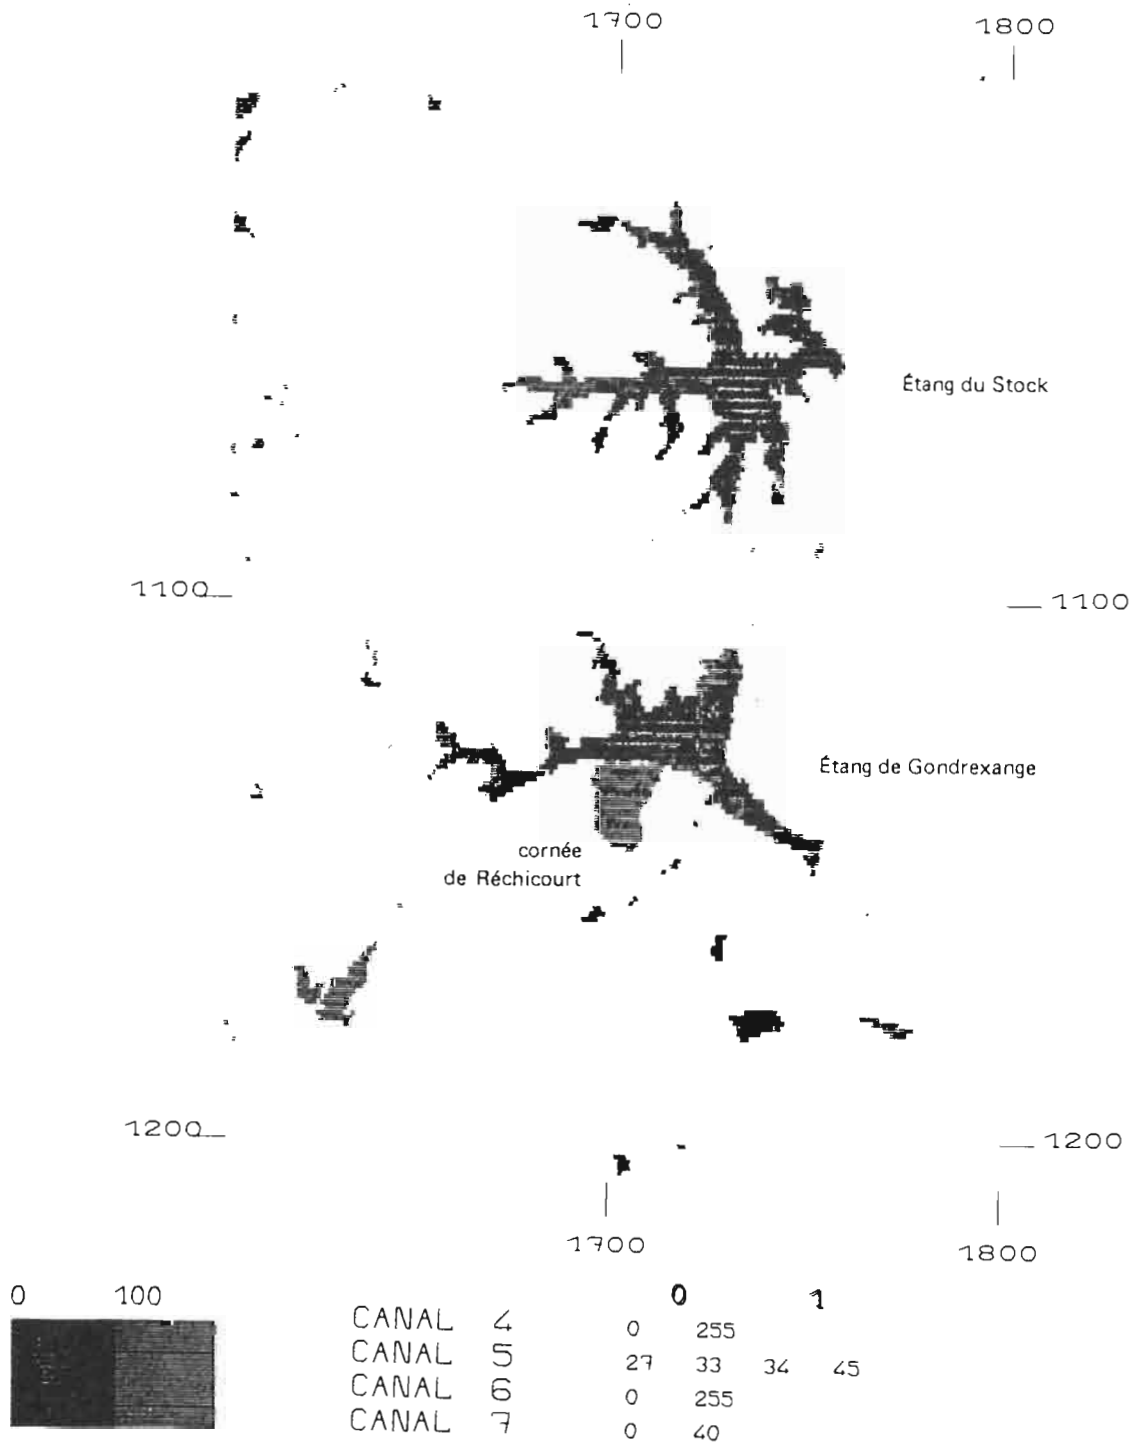 1700 1800
Étang du Stock
1100 1100
Étang de Gondrexange
cornée
de Réchicourt
1200 1200
1700 1800
0 100 0 1
CANAL 4 0 255
CANAL 5 27 33 34 45
CANAL 6 0 255
CANAL 7 0 40